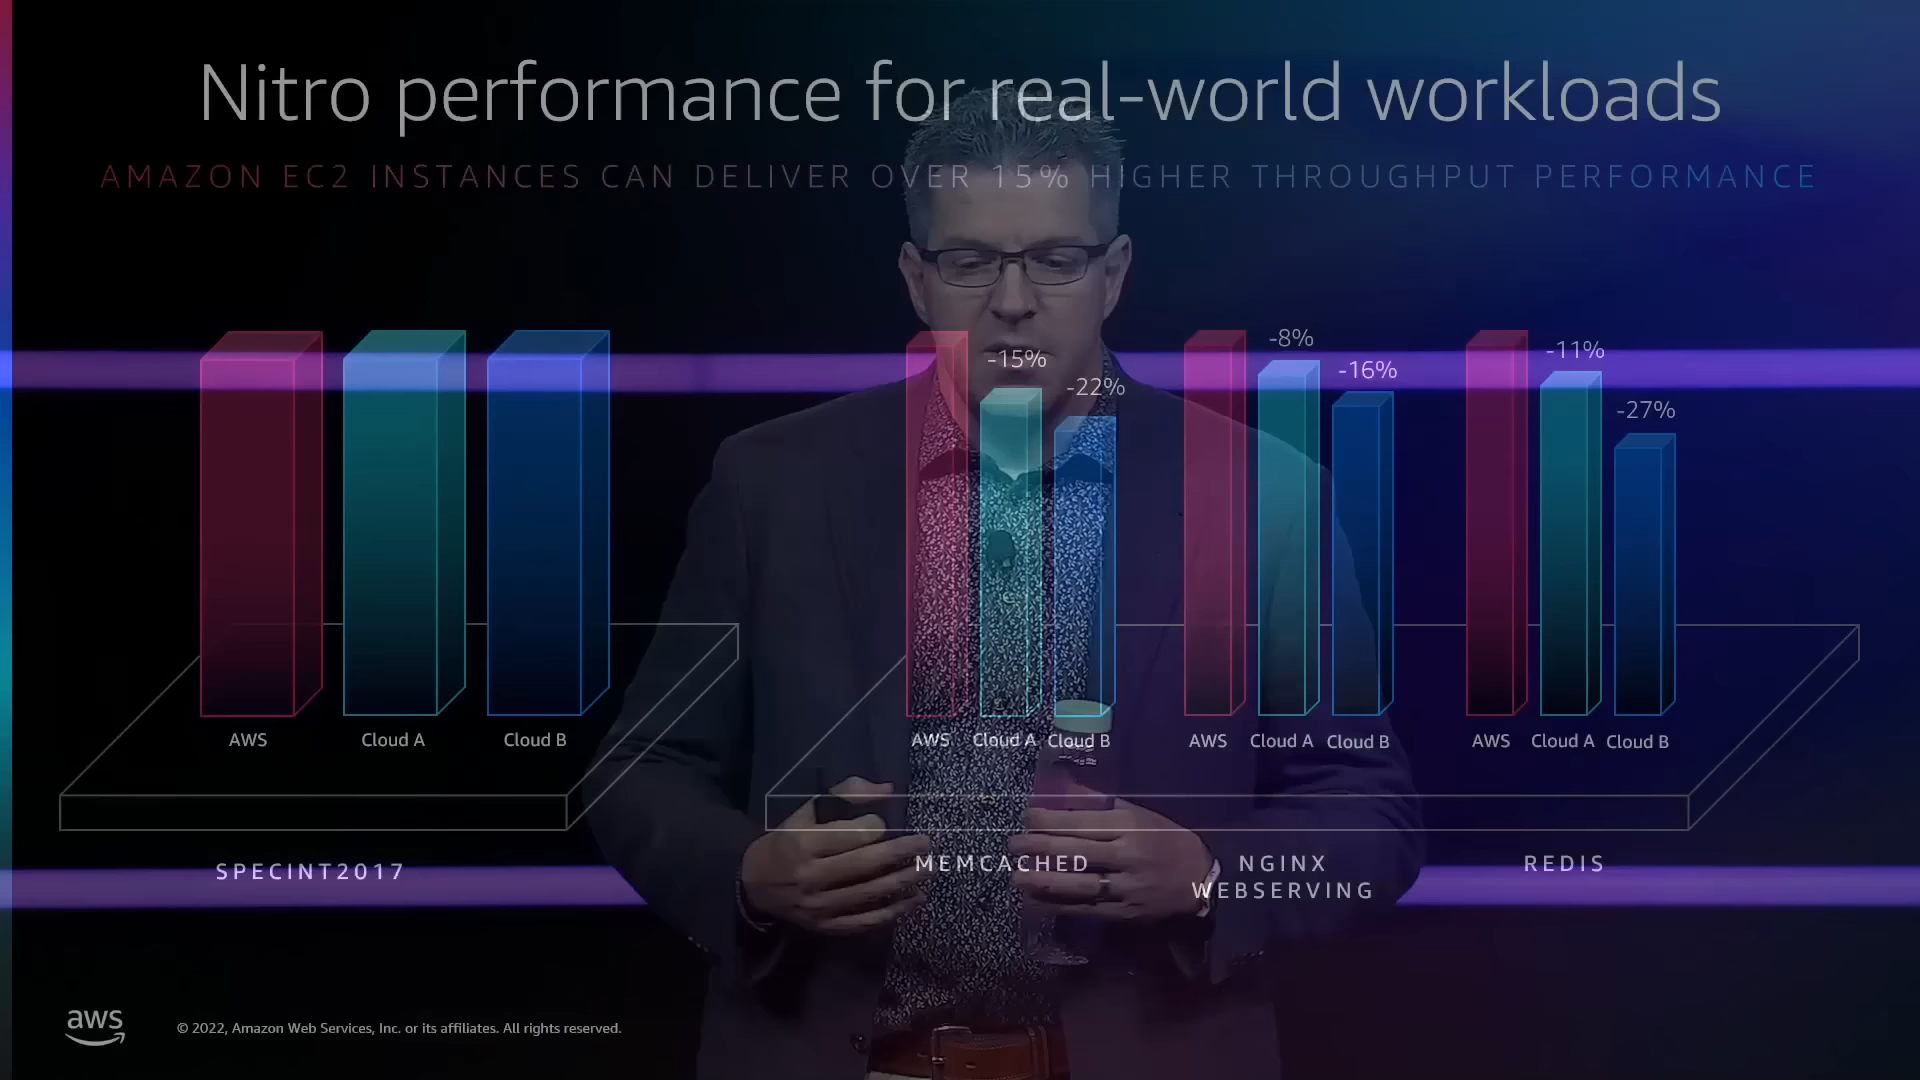 Nitro performance for real-world workloads
AMAZON EC2 INSTANCES CAN DELIVER OVER 15% HIGHER THROUGHPUT PERFORMANCE
-15%
-22%
-8%
-16%
-11%
-27%
AWS Cloud A Cloud B
AWS Cloud A Cloud B
AWS Cloud A Cloud B
AWS Cloud A Cloud B
SPECINT2017
MEMCACHED
NGINX
WEBSERVING
REDIS
aws
© 2022, Amazon Web Services, Inc. or its affiliates. All rights reserved.